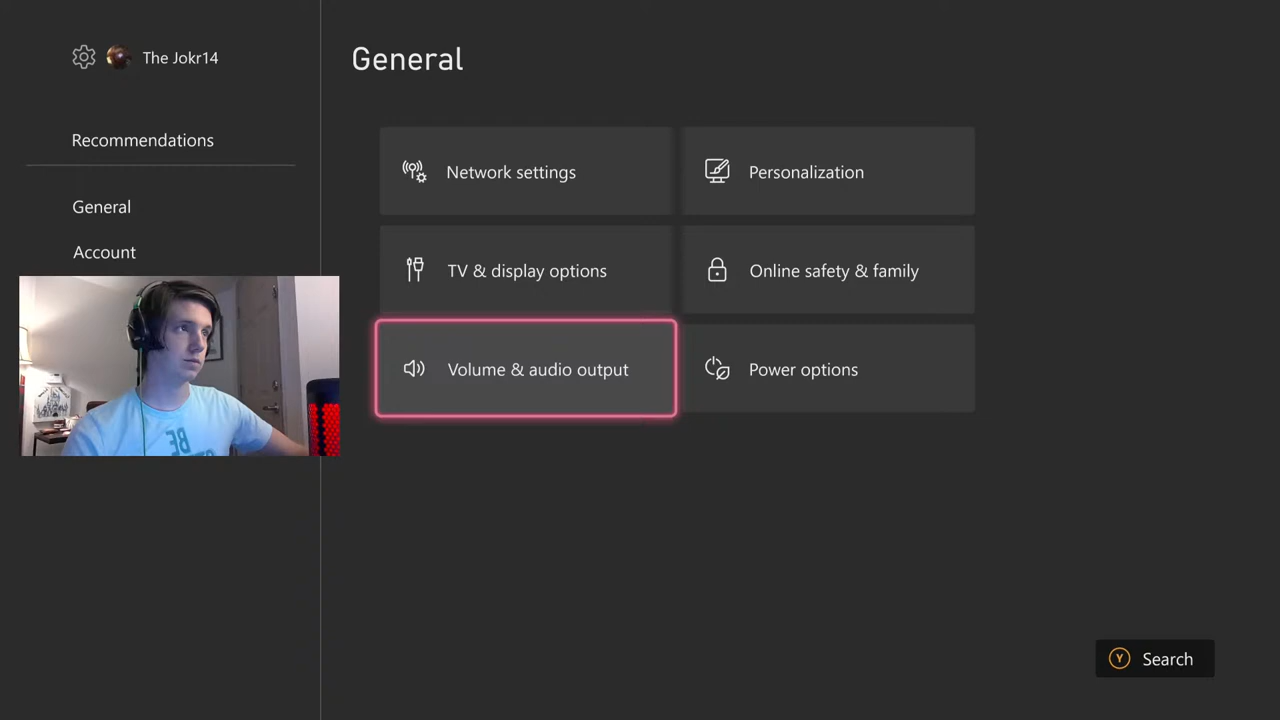 The Jokr14
General
Recommendations
General
Account
Network settings
Personalization
TV & display options
Online safety & family
Volume & audio output
Power options
BE
Y Search